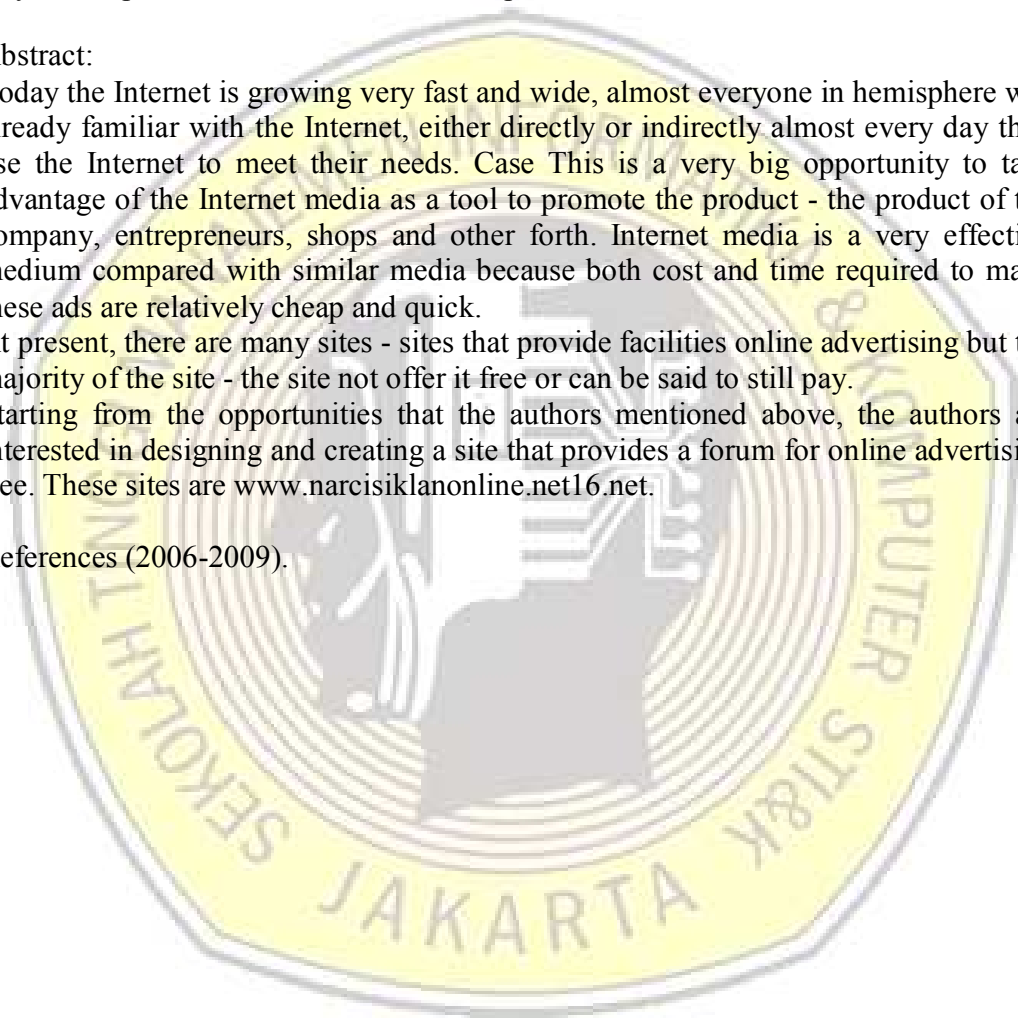 bstract:
oday the Internet is growing very fast and wide, almost everyone in hemisphere w
lready familiar with the Internet, either directly or indirectly almost every day th
se the Internet to meet their needs. Case This is a very big opportunity to ta
dvantage of the Internet media as a tool to promote the product - the product of t
ompany, entrepreneurs, shops and other forth. Internet media is a very effecti
medium compared with similar media because both cost and time required to ma
hese ads are relatively cheap and quick.
t present, there are many sites - sites that provide facilities online advertising but t
ajority of the site - the site not offer it free or can be said to still pay.
tarting from the opportunities that the authors mentioned above, the authors a
nterested in designing and creating a site that provides a forum for online advertisi
ee. These sites are www.narcisiklanonline.net16.net.
eferences (2006-2009).
SEKOLAH TINGGI MANAJEMEN INFORMATIKA & KOMPUTER STI&K
JAKARTA